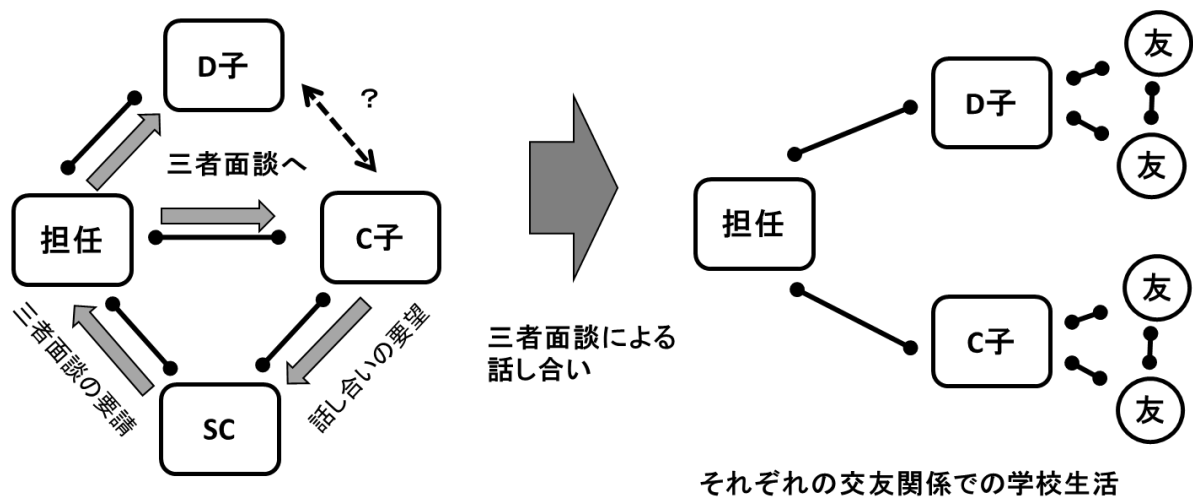 D子
?
三者面談へ
担任
C子
三者面談の要請
話し合いの要望
SC
三者面談による
話し合い
友
D子
友
担任
友
C子
友
それぞれの交友関係での学校生活